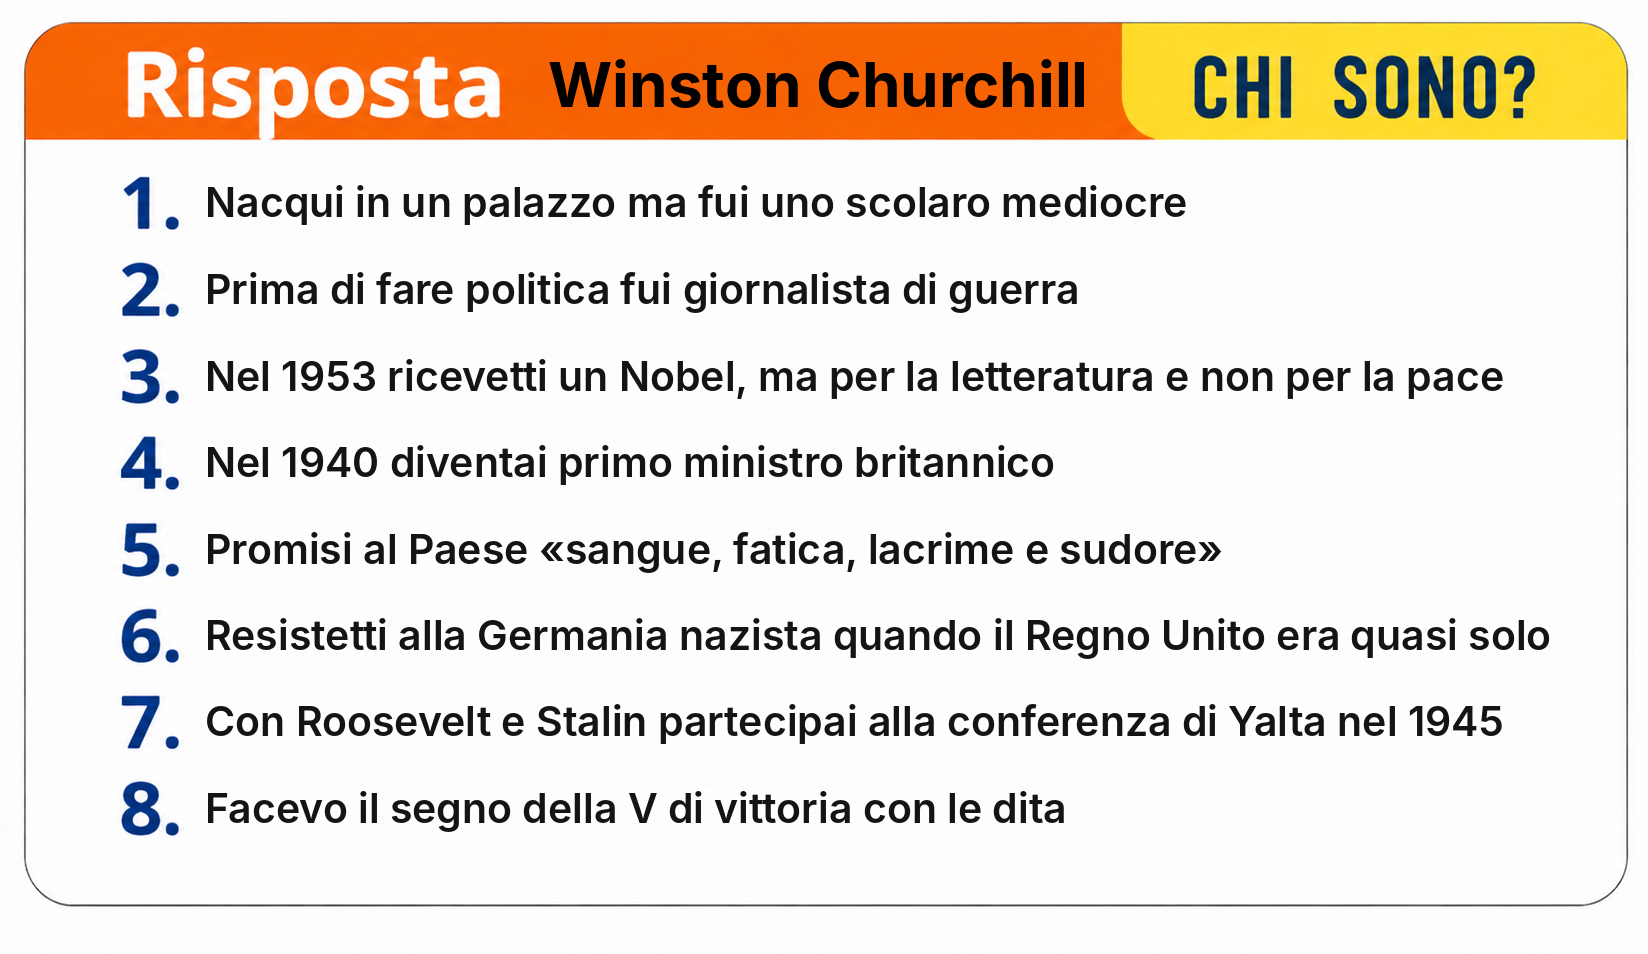 Risposta Winston Churchill CHI SONO?
1. Nacqui in un palazzo ma fui uno scolaro mediocre
2. Prima di fare politica fui giornalista di guerra
3. Nel 1953 ricevetti un Nobel, ma per la letteratura e non per la pace
4. Nel 1940 diventai primo ministro britannico
5. Promisi al Paese «sangue, fatica, lacrime e sudore»
6. Resistetti alla Germania nazista quando il Regno Unito era quasi solo
7. Con Roosevelt e Stalin partecipai alla conferenza di Yalta nel 1945
8. Facevo il segno della V di vittoria con le dita